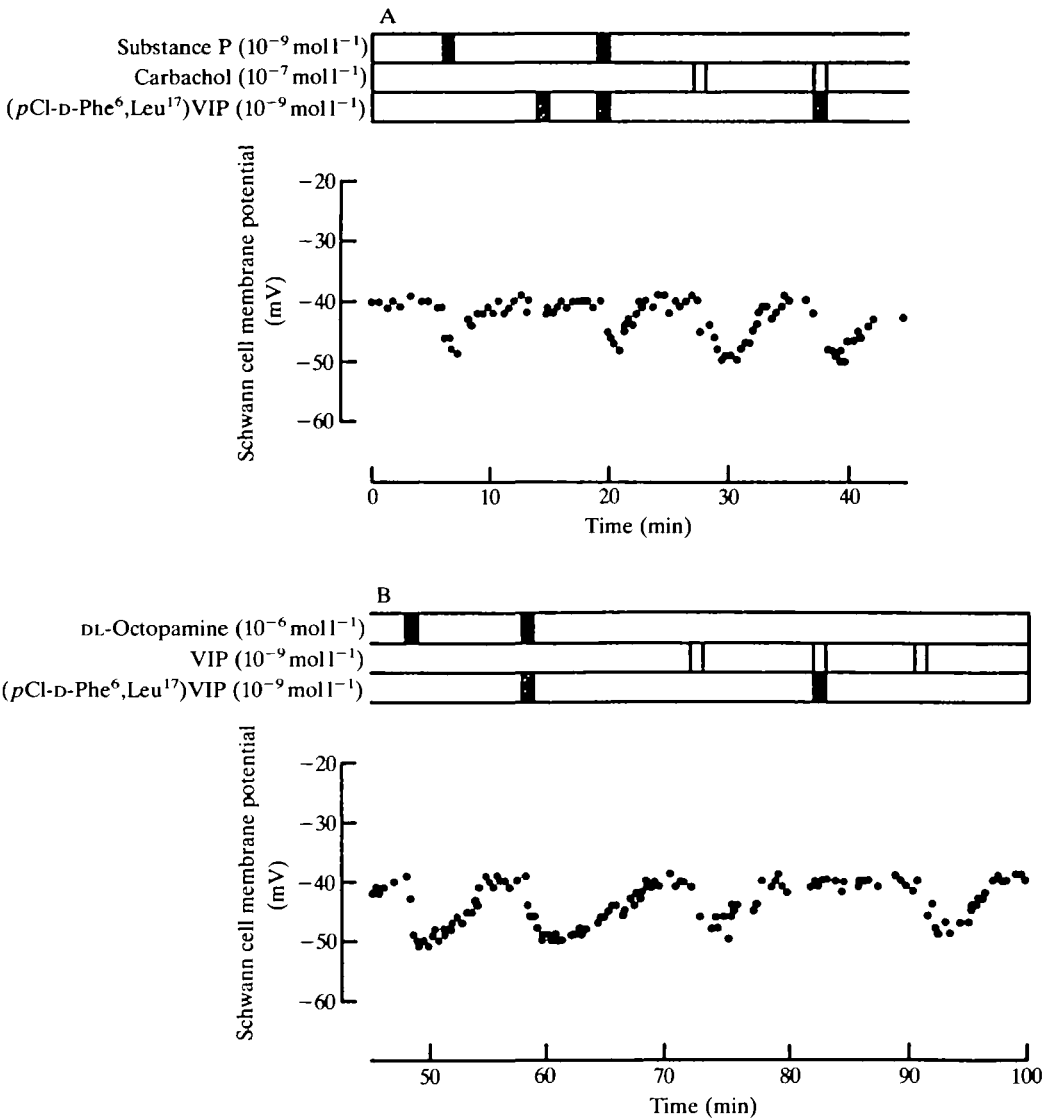 A
Substance P (10⁻⁹ mol l⁻¹)
Carbachol (10⁻⁷ mol l⁻¹)
(pCl-D-Phe⁶,Leu¹⁷)VIP (10⁻⁹ mol l⁻¹)
Schwann cell membrane potential
(mV)
−20
−30
−40
−50
−60
0 10 20 30 40
Time (min)
B
DL-Octopamine (10⁻⁶ mol l⁻¹)
VIP (10⁻⁹ mol l⁻¹)
(pCl-D-Phe⁶,Leu¹⁷)VIP (10⁻⁹ mol l⁻¹)
Schwann cell membrane potential
(mV)
−20
−30
−40
−50
−60
50 60 70 80 90 100
Time (min)